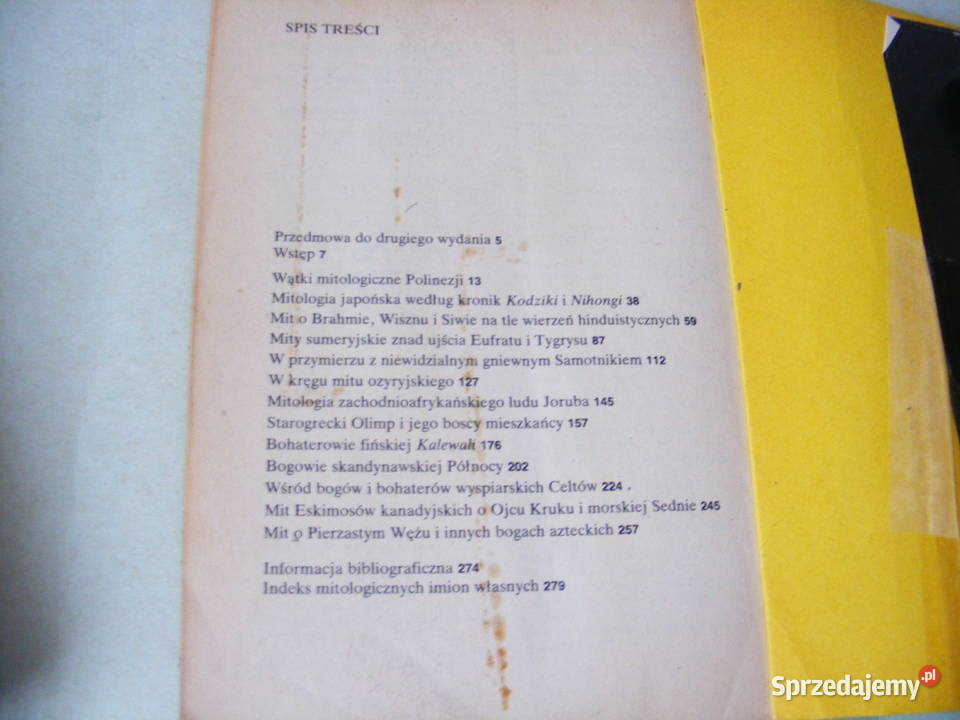 SPIS TREŚCI
Przedmowa do drugiego wydania 5
Wstęp 7
Wątki mitologiczne Polinezji 13
Mitologia japońska według kronik Kodziki i Nihongi 38
Mit o Brahmie, Wisznu i Siwie na tle wierzeń hinduistycznych 59
Mity sumeryjskie znad ujścia Eufratu i Tygrysu 87
W przymierzu z niewidzialnym gniewnym Samotnikiem 112
W kręgu mitu ozyryjskiego 127
Mitologia zachodnioafrykańskiego ludu Joruba 145
Starogrecki Olimp i jego boscy mieszkańcy 157
Bohaterowie fińskiej Kalewali 176
Bogowie skandynawskiej Północy 202
Wśród bogów i bohaterów wyspiarskich Celtów 224
Mit Eskimosów kanadyjskich o Ojcu Kruku i morskiej Sednie 245
Mit o Pierzastym Wężu i innych bogach azteckich 257
Informacja bibliograficzna 274
Indeks mitologicznych imion własnych 279
Sprzedajemy.pl